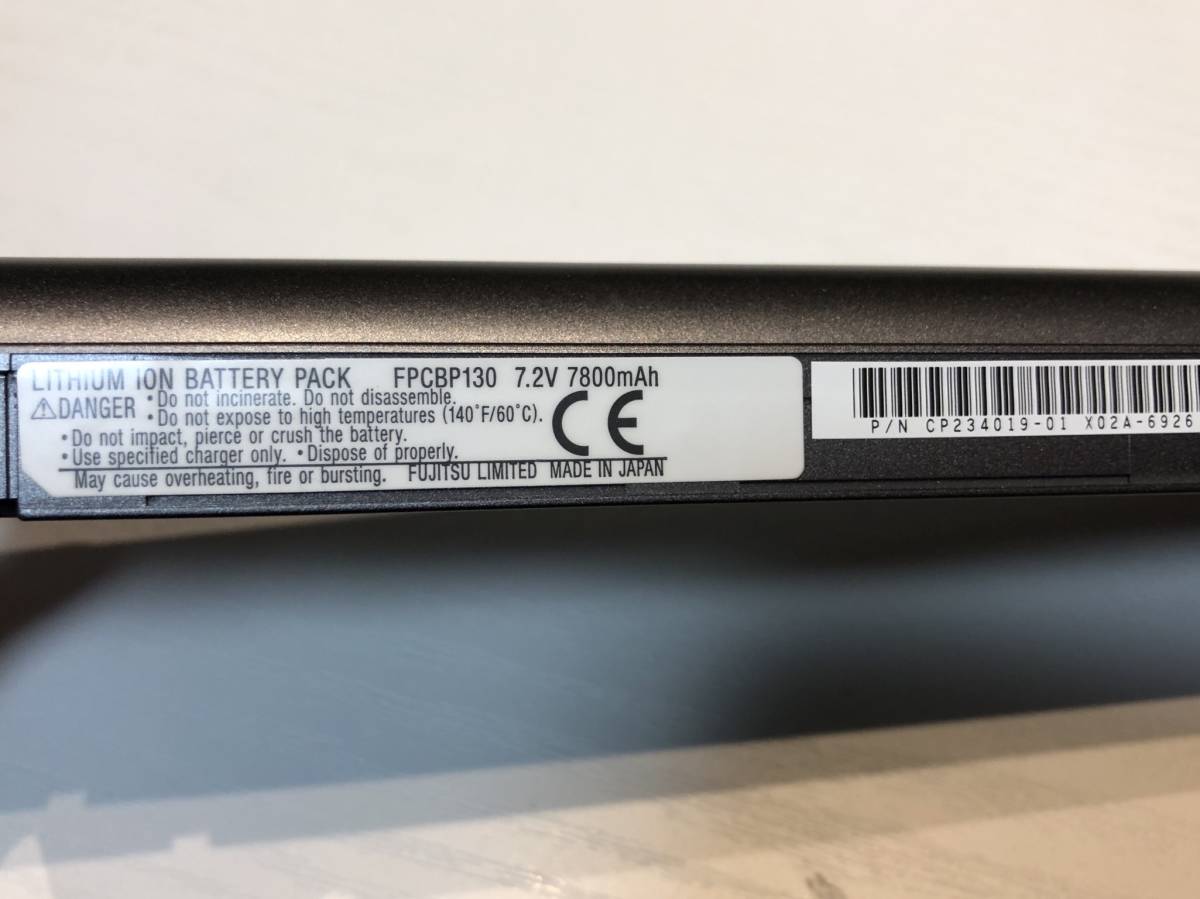 LITHIUM ION BATTERY PACK FPCBP130 7.2V 7800mAh
⚠DANGER •Do not incinerate. Do not disassemble.
•Do not expose to high temperatures (140°F/60°C).
•Do not impact, pierce or crush the battery.
•Use specified charger only. •Dispose of properly.
May cause overheating, fire or bursting. FUJITSU LIMITED MADE IN JAPAN
CE
P/N CP234019-01 X02A-6926